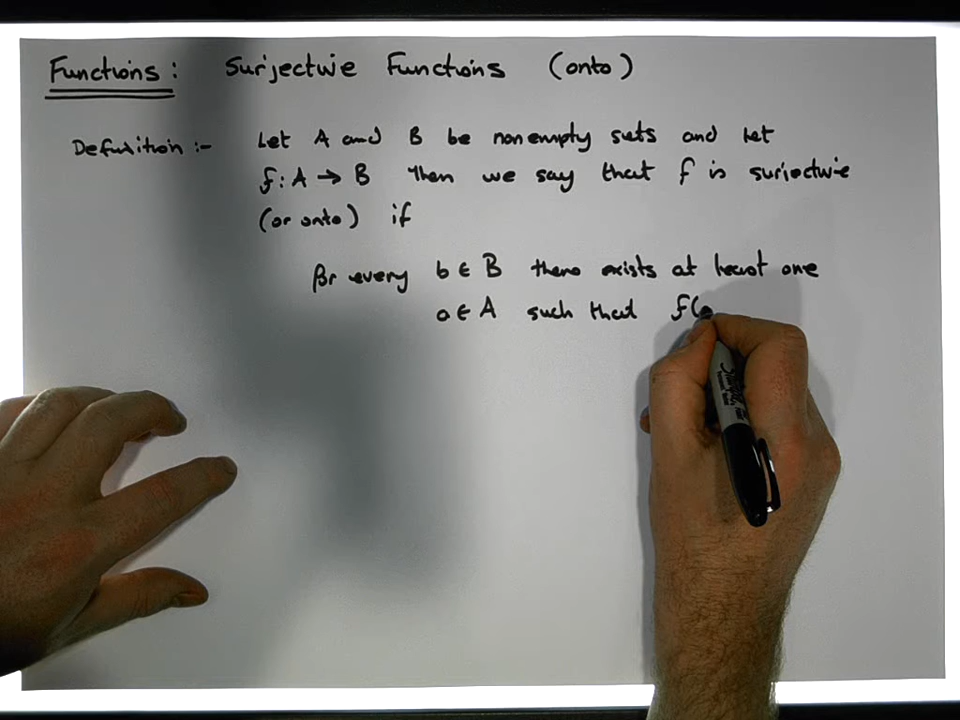 Functions: Surjective Functions (onto)
Definition:- Let A and B be nonempty sets and let
f: A → B then we say that f is surjective
(or onto) if
for every b ∈ B there exists at least one
a ∈ A such that f(